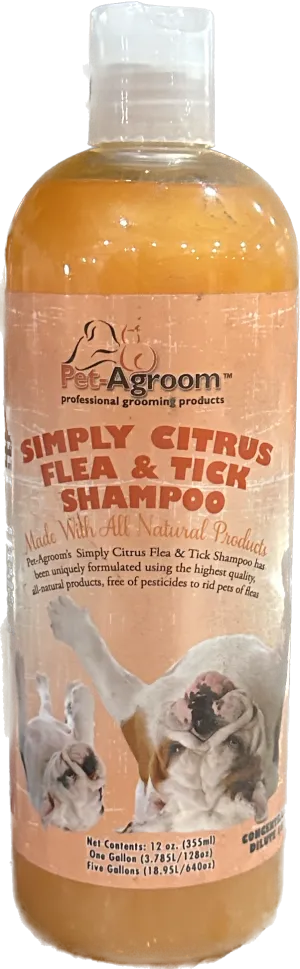 Pet-Agroom™
professional grooming products
SIMPLY CITRUS
FLEA & TICK
SHAMPOO
Made With All Natural Products
Pet-Agroom's Simply Citrus Flea & Tick Shampoo has
been uniquely formulated using the highest quality,
all-natural products, free of pesticides to rid pets of fleas
Net Contents: 12 oz. (355ml)
One Gallon (3.785L/128oz)
Five Gallons (18.95L/640oz)
DILUTE